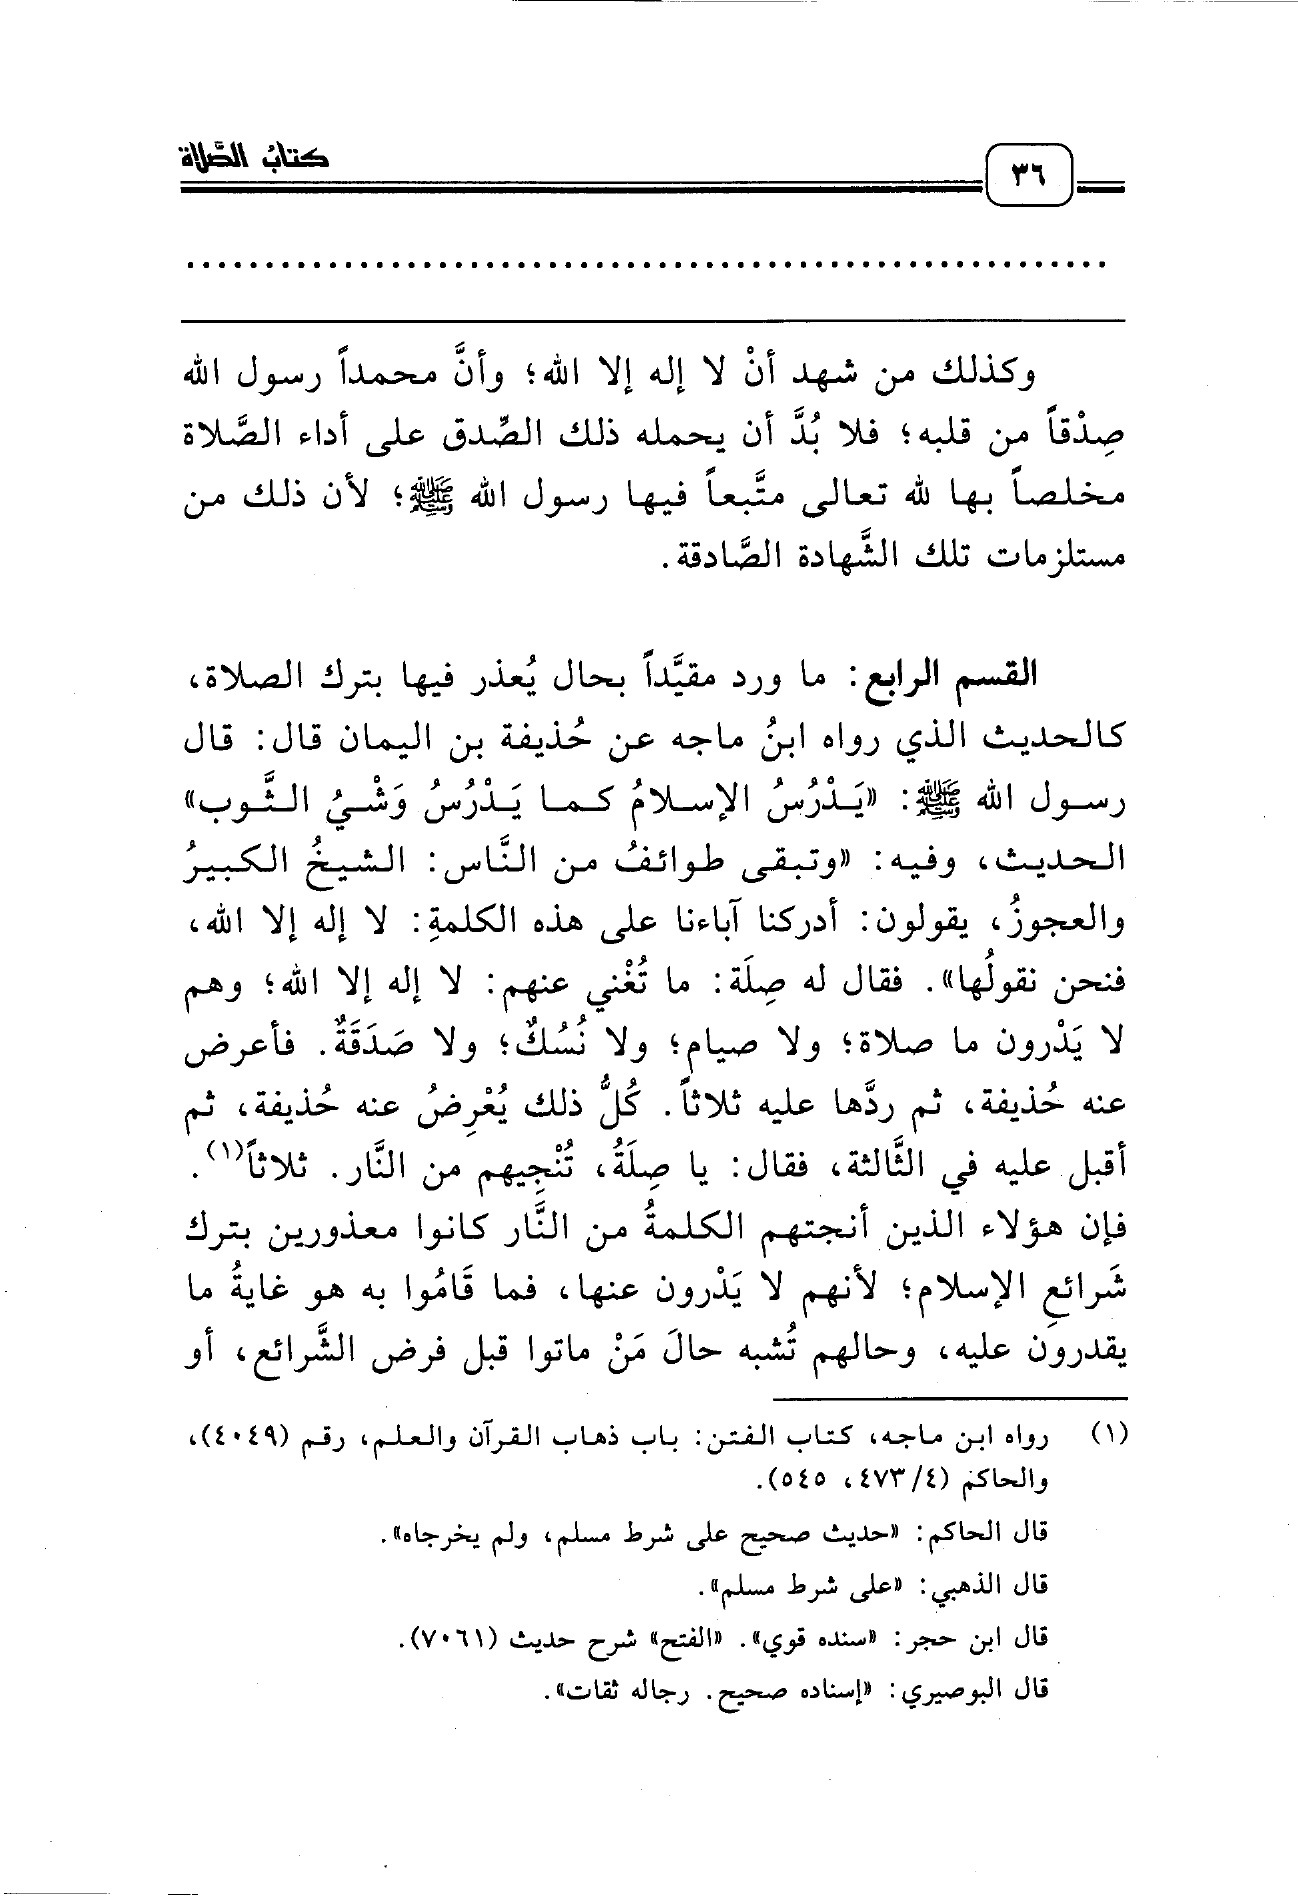 كتاب الصَّلاة
٣٦
وكذلك من شهد أنْ لا إله إلا الله؛ وأنَّ محمداً رسول الله
صِدْقاً من قلبه؛ فلا بُدَّ أن يحمله ذلك الصِّدق على أداء الصَّلاة
مخلصاً بها لله تعالى متَّبعاً فيها رسول الله ﷺ؛ لأن ذلك من
مستلزمات تلك الشَّهادة الصَّادقة.
القسم الرابع: ما ورد مقيَّداً بحال يُعذر فيها بترك الصلاة،
كالحديث الذي رواه ابنُ ماجه عن حُذيفة بن اليمان قال: قال
رسول الله ﷺ: «يَدْرُسُ الإسلامُ كما يَدْرُسُ وَشْيُ الثَّوب»
الحديث، وفيه: «وتبقى طوائفُ من النَّاس: الشيخُ الكبيرُ
والعجوزُ، يقولون: أدركنا آباءنا على هذه الكلمةِ: لا إله إلا الله،
فنحن نقولُها». فقال له صِلَة: ما تُغْني عنهم: لا إله إلا الله؛ وهم
لا يَدْرون ما صلاة؛ ولا صيام؛ ولا نُسُكٌ؛ ولا صَدَقَةٌ. فأعرض
عنه حُذيفة، ثم ردَّها عليه ثلاثاً. كُلُّ ذلك يُعْرِضُ عنه حُذيفة، ثم
أقبل عليه في الثَّالثة، فقال: يا صِلَةُ، تُنْجِيهم من النَّار. ثلاثاً(١).
فإن هؤلاء الذين أنجتهم الكلمةُ من النَّار كانوا معذورين بترك
شَرائعِ الإسلام؛ لأنهم لا يَدْرون عنها، فما قَامُوا به هو غايةُ ما
يقدرون عليه، وحالهم تُشبه حالَ مَنْ ماتوا قبل فرض الشَّرائع، أو
(١) رواه ابن ماجه، كتاب الفتن: باب ذهاب القرآن والعلم، رقم (٤٠٤٩)،
والحاكم (٤/٤٧٣، ٥٤٥).
قال الحاكم: «حديث صحيح على شرط مسلم، ولم يخرجاه».
قال الذهبي: «على شرط مسلم».
قال ابن حجر: «سنده قوي». «الفتح» شرح حديث (٧٠٦١).
قال البوصيري: «إسناده صحيح. رجاله ثقات».